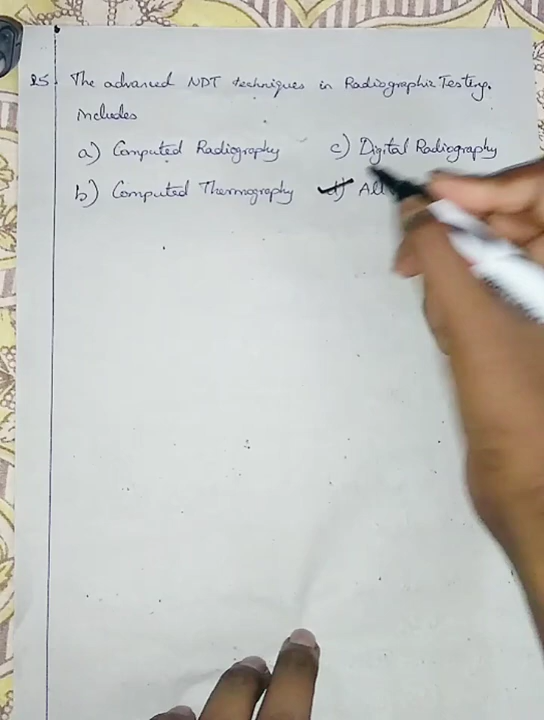 25. The advanced NDT techniques in Radiographic Testing.
Includes
a) Computed Radiography c) Digital Radiography
b) Computed Thermography d) All